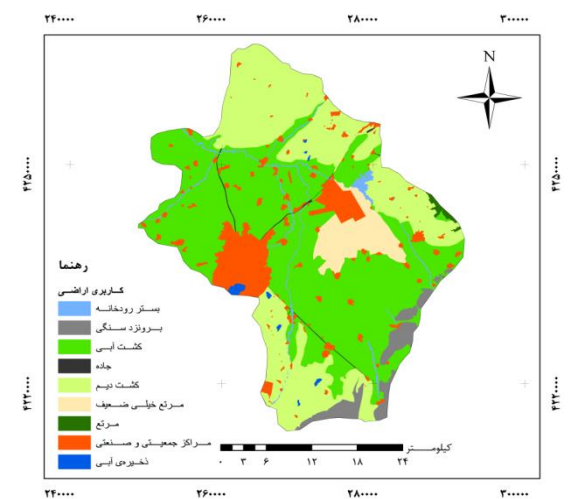 ۲۴۰۰۰۰ ۲۶۰۰۰۰ ۲۸۰۰۰۰ ۳۰۰۰۰۰
N
۴۲۵۰۰۰۰ ۴۲۵۰۰۰۰
رهنما
کاربری اراضی
بستر رودخانه
برونزد سنگی
کشت آبی
جاده
کشت دیم
مرتع خیلی ضعیف
مرتع
مراکز جمعیتی و صنعتی
ذخیره‌ی آبی
۴۲۲۰۰۰۰ ۴۲۲۰۰۰۰
کیلومتر
۰ ۳ ۶ ۱۲ ۱۸ ۲۴
۲۴۰۰۰۰ ۲۶۰۰۰۰ ۲۸۰۰۰۰ ۳۰۰۰۰۰